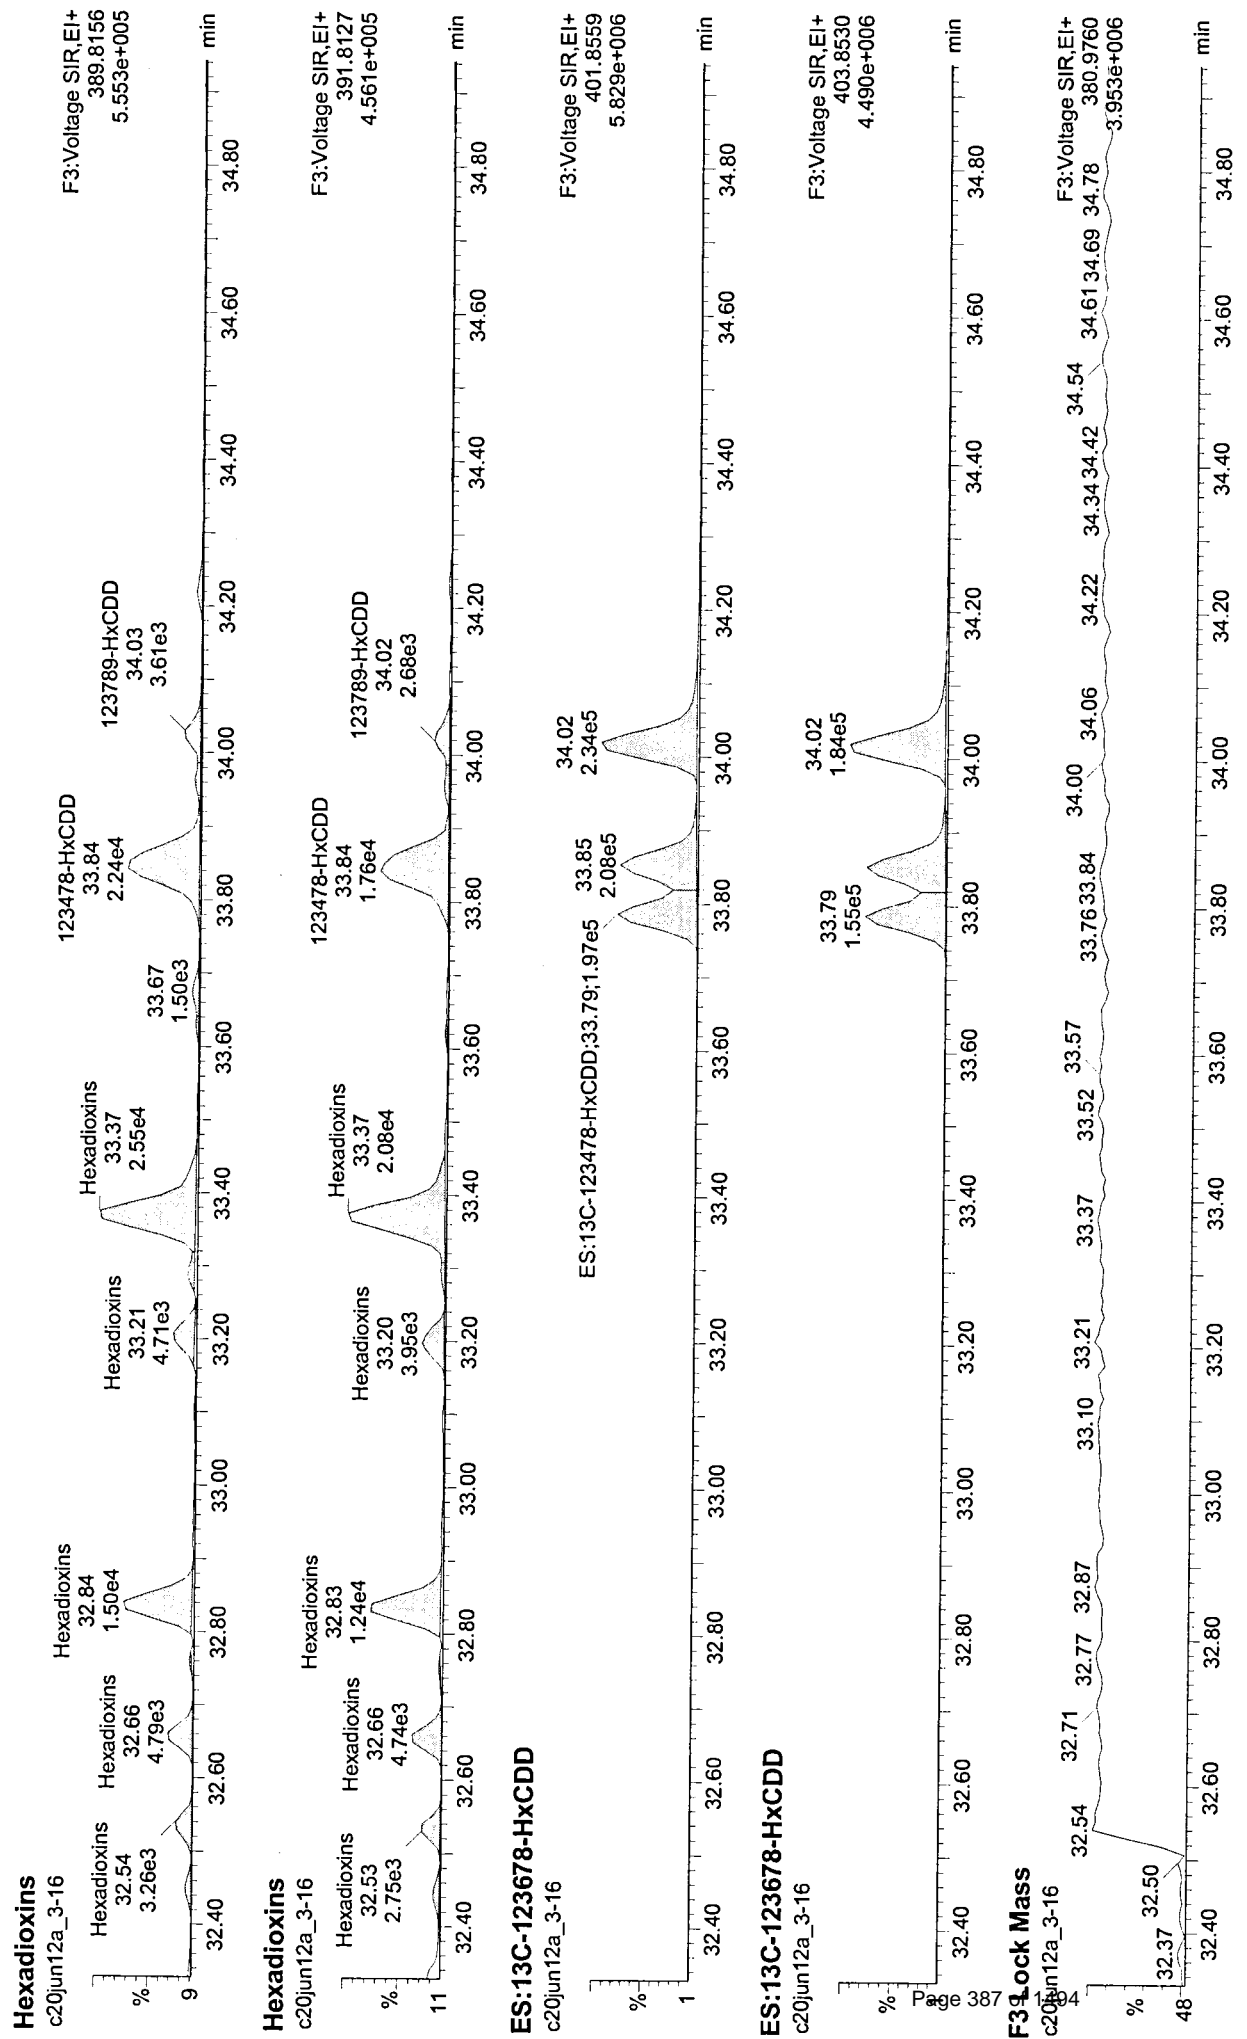 Hexadioxins
c20jun12a_3-16
F3:Voltage SIR,EI+
389.8156
5.553e+005
Hexadioxins
32.54
3.26e3
Hexadioxins
32.66
4.79e3
Hexadioxins
32.84
1.50e4
Hexadioxins
33.21
4.71e3
Hexadioxins
33.37
2.55e4
33.67
1.50e3
123478-HxCDD
33.84
2.24e4
123789-HxCDD
34.03
3.61e3
%
9
32.40 32.60 32.80 33.00 33.20 33.40 33.60 33.80 34.00 34.20 34.40 34.60 34.80 min
Hexadioxins
c20jun12a_3-16
F3:Voltage SIR,EI+
391.8127
4.561e+005
Hexadioxins
32.53
2.75e3
Hexadioxins
32.66
4.74e3
Hexadioxins
32.83
1.24e4
Hexadioxins
33.20
3.95e3
Hexadioxins
33.37
2.08e4
123478-HxCDD
33.84
1.76e4
123789-HxCDD
34.02
2.68e3
%
11
32.40 32.60 32.80 33.00 33.20 33.40 33.60 33.80 34.00 34.20 34.40 34.60 34.80 min
ES:13C-123678-HxCDD
c20jun12a_3-16
F3:Voltage SIR,EI+
401.8559
5.829e+006
ES:13C-123478-HxCDD;33.79;1.97e5
33.85
2.08e5
34.02
2.34e5
%
1
32.40 32.60 32.80 33.00 33.20 33.40 33.60 33.80 34.00 34.20 34.40 34.60 34.80 min
ES:13C-123678-HxCDD
c20jun12a_3-16
F3:Voltage SIR,EI+
403.8530
4.490e+006
33.79
1.55e5
34.02
1.84e5
%
32.40 32.60 32.80 33.00 33.20 33.40 33.60 33.80 34.00 34.20 34.40 34.60 34.80 min
F3 Lock Mass
c20jun12a_3-16
F3:Voltage SIR,EI+
380.9760
3.953e+006
32.37 32.50 32.54 32.71 32.77 32.87 33.10 33.21 33.37 33.52 33.57 33.76 33.84 34.00 34.06 34.22 34.34 34.42 34.54 34.61 34.69 34.78
%
48
32.40 32.60 32.80 33.00 33.20 33.40 33.60 33.80 34.00 34.20 34.40 34.60 34.80 min
Page 387
1494